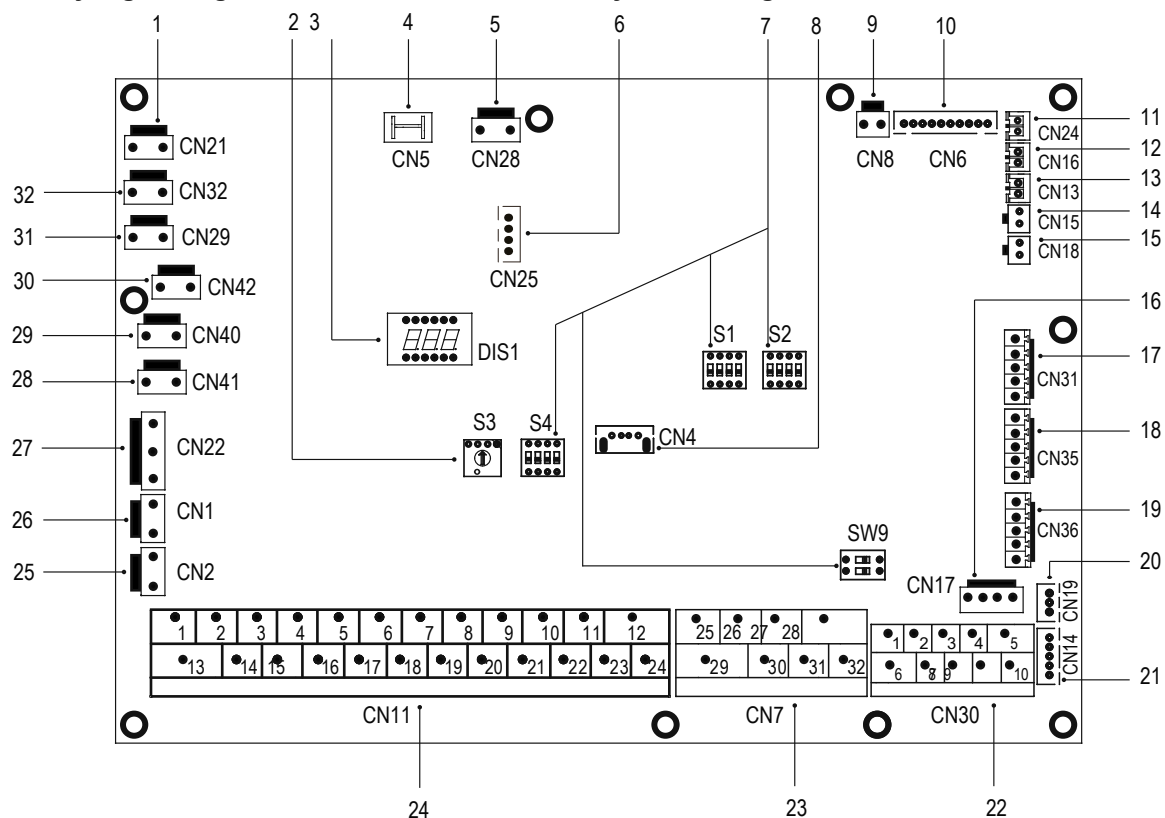 1 2 3 4 5 6 7 8 9 10
CN21 CN5 CN28 CN8 CN6 CN24 11
CN16 12
32 CN32 CN13 13
31 CN29 CN15 14
CN25 CN18 15
30 CN42 16
29 CN40 DIS1 S1 S2 17
28 CN41 CN31
S3 S4 CN4 18
27 CN22 CN35
2 
26 CN1 19
CN36
25 CN2 SW9 20
CN17 CN19
1 2 3 4 5 6 7 8 9 10 11 12 25 26 27 28 1 2 3 4 5
13 14 15 16 17 18 19 20 21 22 23 24 29 30 31 32 6 7 8 9 10 CN14 21
CN11 CN7 CN30
24 23 22